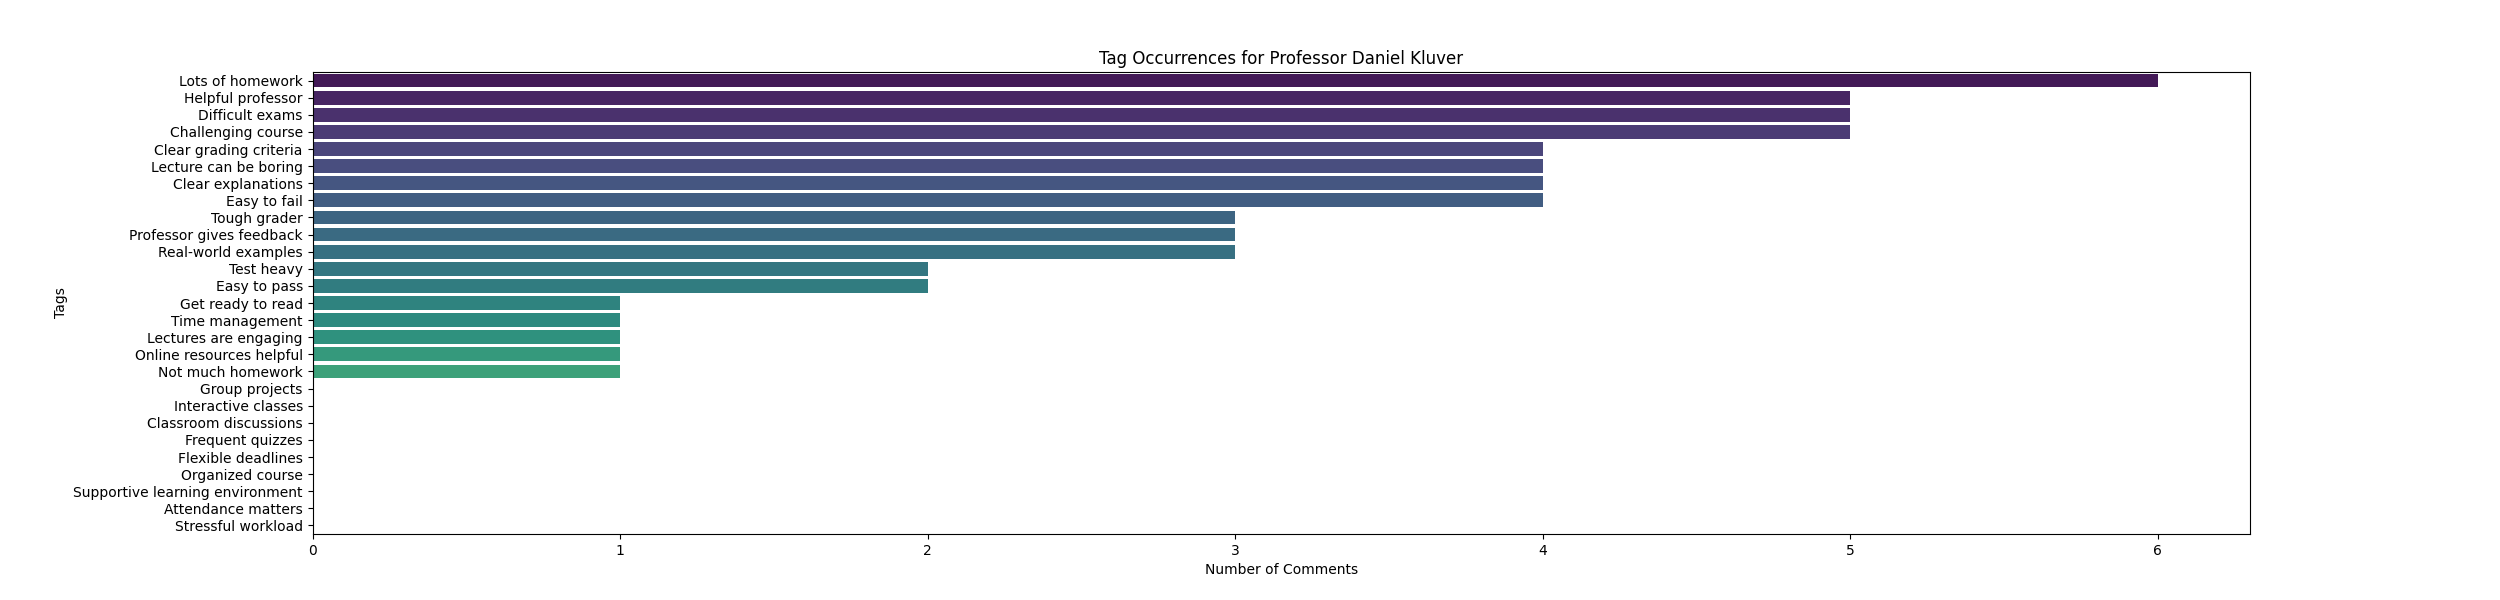 Tag Occurrences for Professor Daniel Kluver
Lots of homework
Helpful professor
Difficult exams
Challenging course
Clear grading criteria
Lecture can be boring
Clear explanations
Easy to fail
Tough grader
Professor gives feedback
Real-world examples
Test heavy
Easy to pass
Get ready to read
Time management
Lectures are engaging
Online resources helpful
Not much homework
Group projects
Interactive classes
Classroom discussions
Frequent quizzes
Flexible deadlines
Organized course
Supportive learning environment
Attendance matters
Stressful workload
Tags
0 1 2 3 4 5 6
Number of Comments